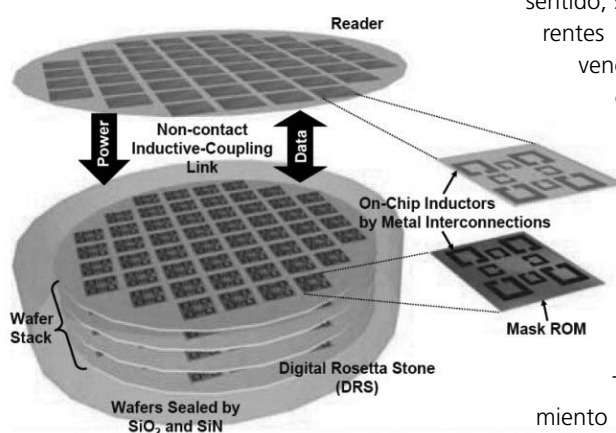 sentido,
rentes
Reader
Power
Non-contact
Inductive-Coupling
Link
Data
On-Chip Inductors
by Metal Interconnections
Mask ROM
Wafer
Stack
Digital Rosetta Stone
(DRS)
Wafers Sealed by
SiO₂ and SiN
miento